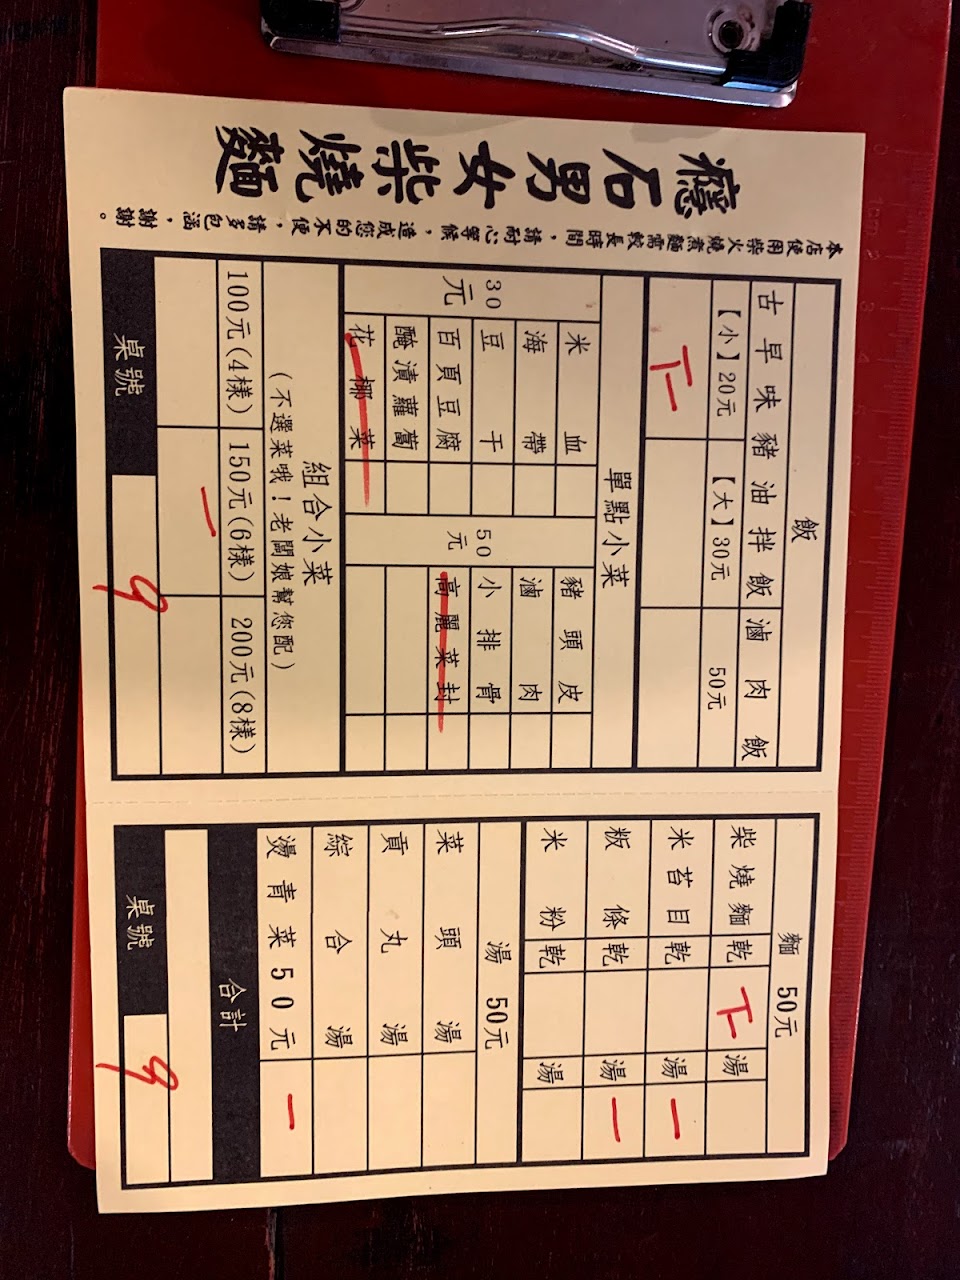 癮石男女柴燒麵
本店使用柴火燒煮麵需較長時間，請耐心等候，造成您的不便，請多包涵，謝謝。
飯
古早味豬油拌飯 滷肉飯
【小】20元 【大】30元 50元
下
單點小菜
30元 50元
米血 豬頭皮
海帶 滷肉
豆干 小排骨
百頁豆腐 高麗菜封
醃漬蘿蔔
花椰菜
組合小菜
(不選菜哦！老闆娘幫您配)
100元(4樣) 150元(6樣) 200元(8樣)
一
桌號 9
麵 50元
柴燒麵 乾 下 湯
米苔目 乾 湯 一
粄條 乾 湯 一
米粉 乾 湯
湯 50元
菜頭湯
貢丸湯
綜合湯
燙青菜50元 一
合計
桌號 9